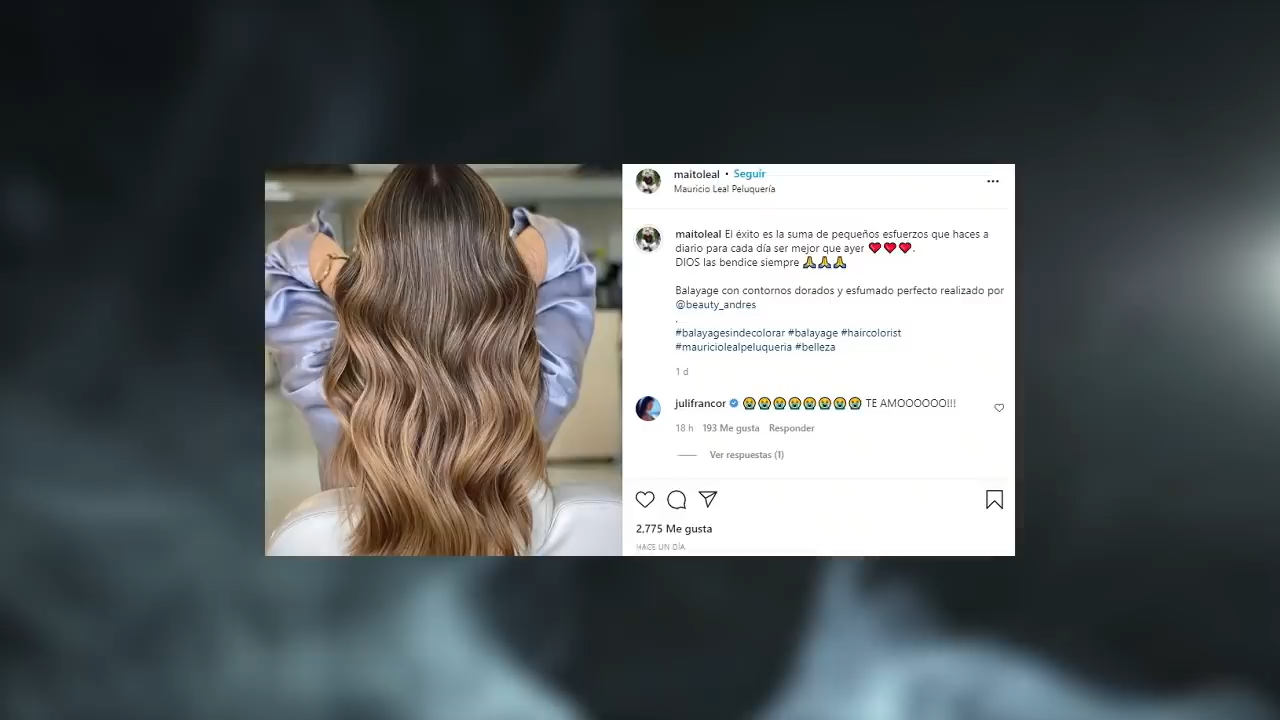 maitoleal • Seguir
Mauricio Leal Peluquería
maitoleal El éxito es la suma de pequeños esfuerzos que haces a
diario para cada día ser mejor que ayer ❤️❤️❤️.
DIOS las bendice siempre 🙏🙏🙏
Balayage con contornos dorados y esfumado perfecto realizado por
@beauty_andres
.
#balayagesindecolorar #balayage #haircolorist
#mauriciolealpeluqueria #belleza
1 d
julifrancor 😭😭😭😭😭😭😭😭 TE AMOOOOOO!!!
18 h 193 Me gusta Responder
Ver respuestas (1)
2,775 Me gusta
HACE UN DÍA